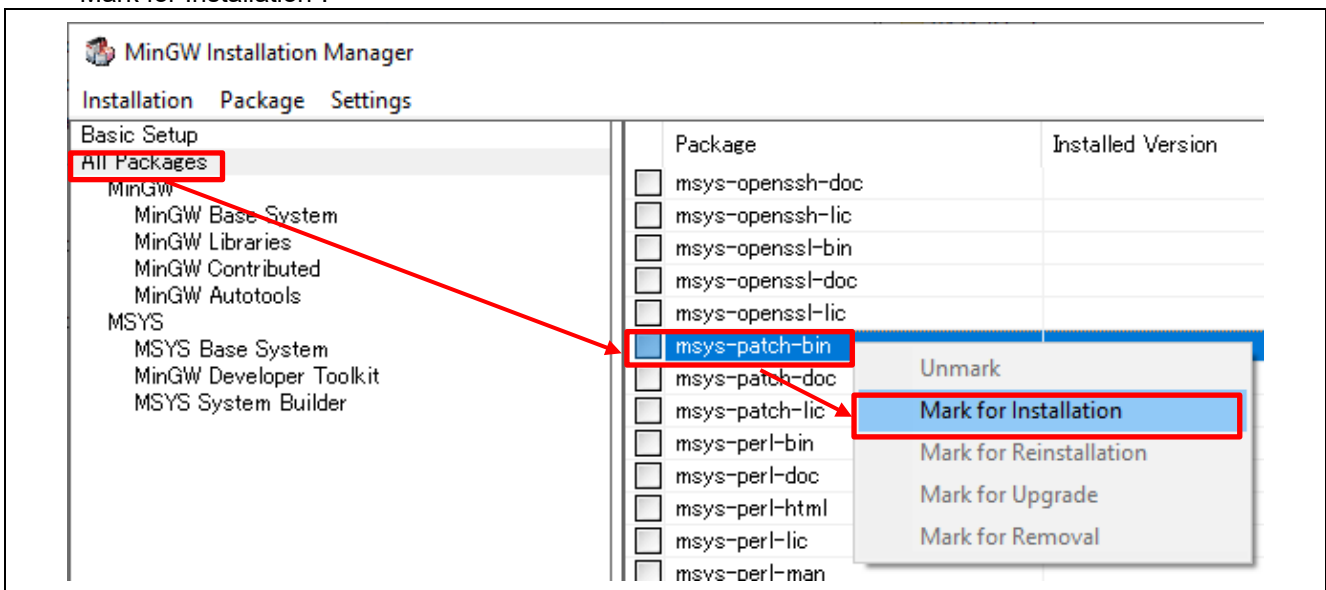 "Mark for Installation".
MinGW Installation Manager
Installation Package Settings
Basic Setup
All Packages
MinGW
MinGW Base System
MinGW Libraries
MinGW Contributed
MinGW Autotools
MSYS
MSYS Base System
MinGW Developer Toolkit
MSYS System Builder
Package Installed Version
msys-openssh-doc
msys-openssh-lic
msys-openssl-bin
msys-openssl-doc
msys-openssl-lic
msys-patch-bin
msys-patch-doc
msys-patch-lic
msys-perl-bin
msys-perl-doc
msys-perl-html
msys-perl-lic
msys-perl-man
Unmark
Mark for Installation
Mark for Reinstallation
Mark for Upgrade
Mark for Removal